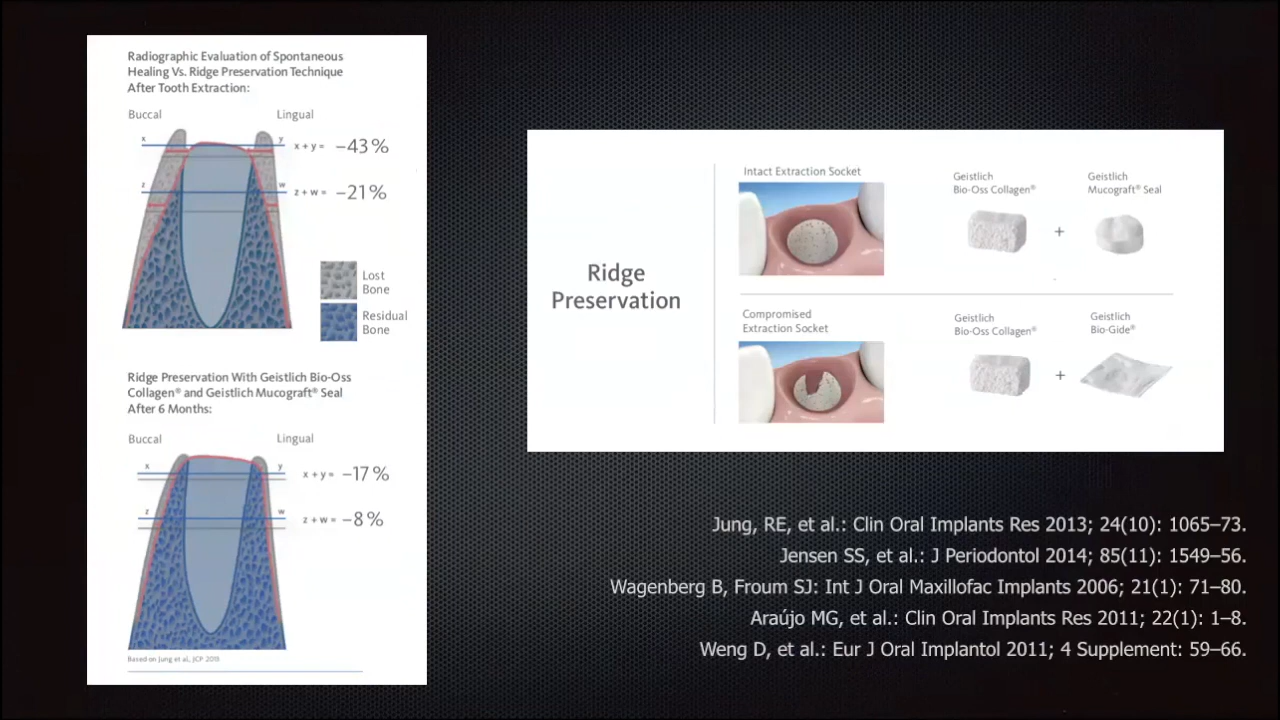 Radiographic Evaluation of Spontaneous
Healing Vs. Ridge Preservation Technique
After Tooth Extraction:
Buccal Lingual
x y x + y = −43 %
z w z + w = −21 %
Lost
Bone
Residual
Bone
Ridge Preservation With Geistlich Bio-Oss
Collagen® and Geistlich Mucograft® Seal
After 6 Months:
Buccal Lingual
x y x + y = −17 %
z w z + w = −8 %
Based on Jung et al., JCP 2013
Ridge
Preservation
Intact Extraction Socket
Geistlich
Bio-Oss Collagen®
+
Geistlich
Mucograft® Seal
Compromised
Extraction Socket
Geistlich
Bio-Oss Collagen®
+
Geistlich
Bio-Gide®
Jung, RE, et al.: Clin Oral Implants Res 2013; 24(10): 1065–73.
Jensen SS, et al.: J Periodontol 2014; 85(11): 1549–56.
Wagenberg B, Froum SJ: Int J Oral Maxillofac Implants 2006; 21(1): 71–80.
Araújo MG, et al.: Clin Oral Implants Res 2011; 22(1): 1–8.
Weng D, et al.: Eur J Oral Implantol 2011; 4 Supplement: 59–66.